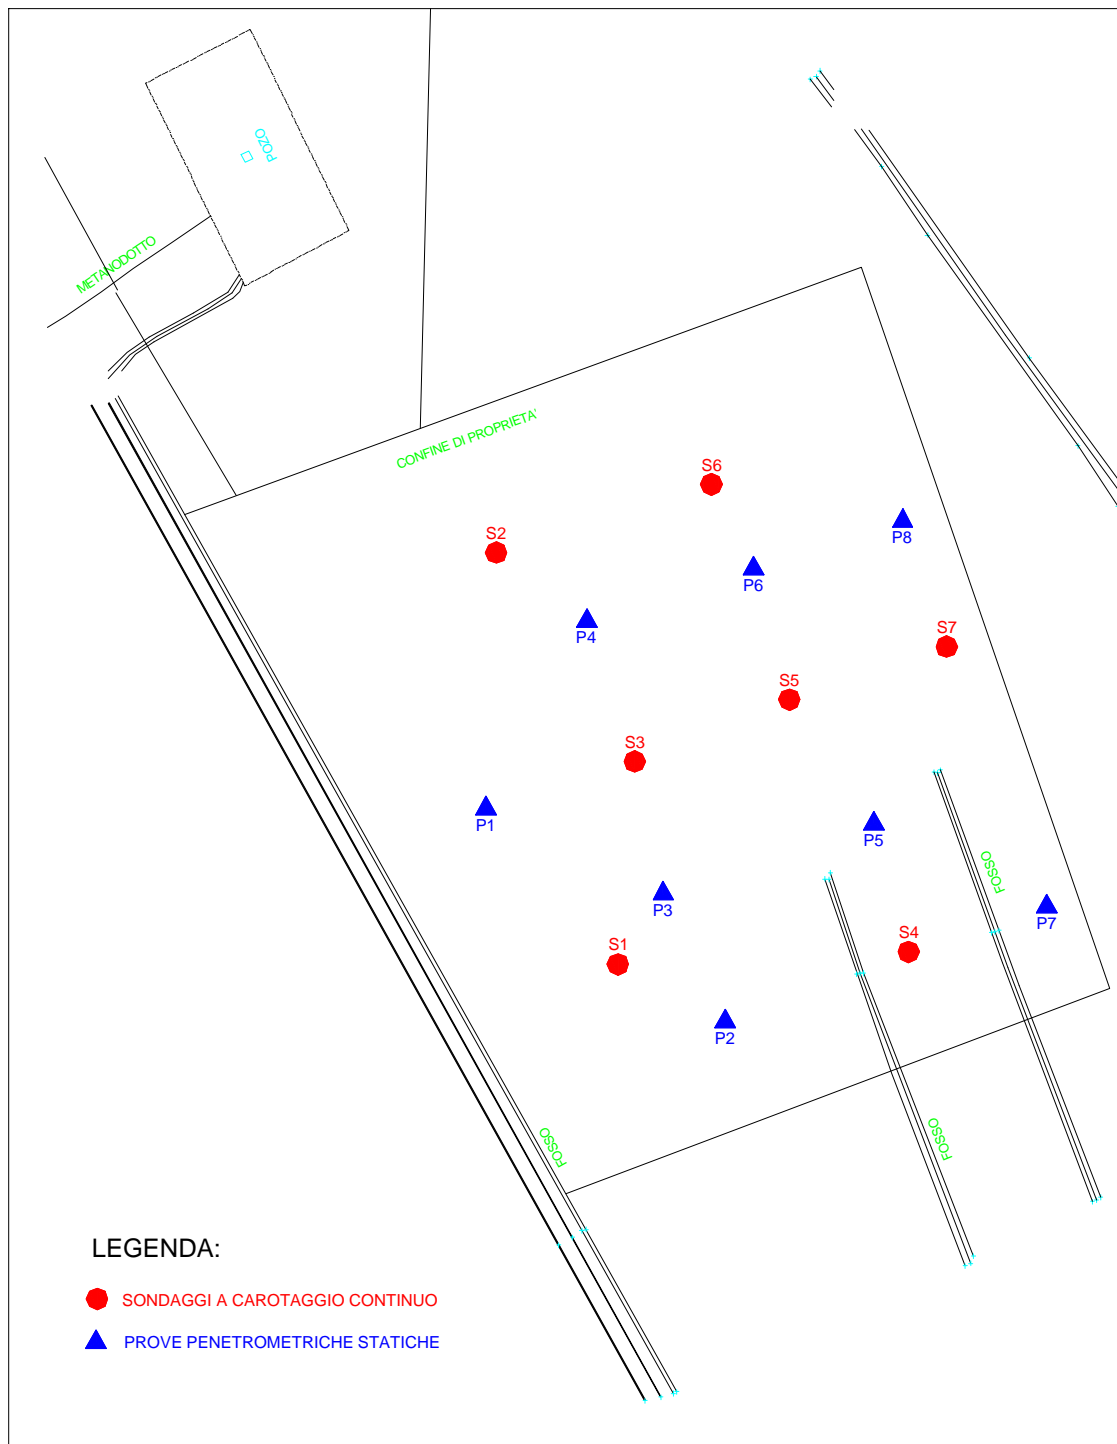 POZO
METANODOTTO
CONFINE DI PROPRIETA'
S6
S2
P8
P6
P4
S7
S5
S3
P1
P5
FOSSO
P3
P7
S1
S4
P2
FOSSO
FOSSO
LEGENDA:
SONDAGGI A CAROTAGGIO CONTINUO
PROVE PENETROMETRICHE STATICHE